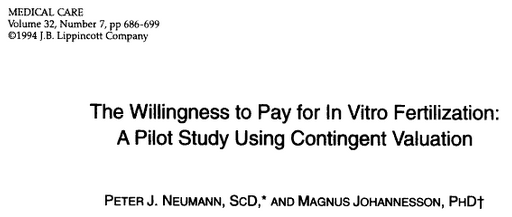 MEDICAL CARE
Volume 32, Number 7, pp 686-699
©1994 J.B. Lippincott Company
The Willingness to Pay for In Vitro Fertilization:
A Pilot Study Using Contingent Valuation
PETER J. NEUMANN, SCD,* AND MAGNUS JOHANNESSON, PHD†